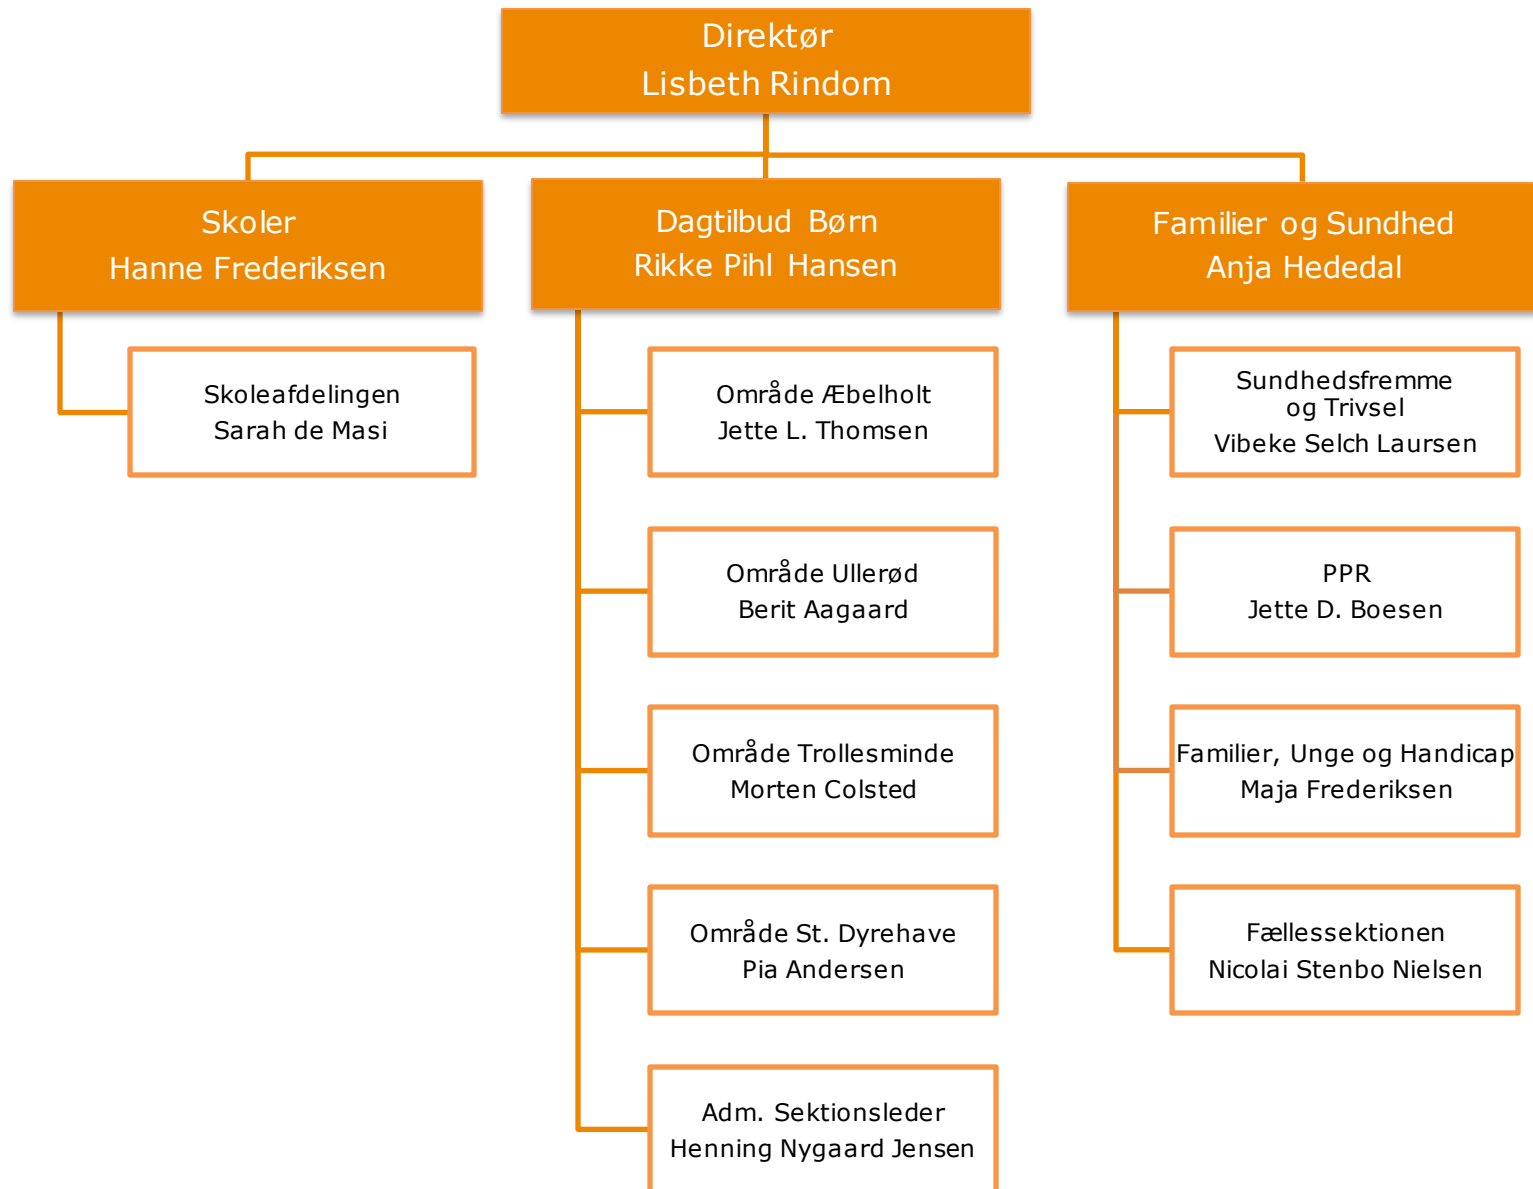 Direktør
Lisbeth Rindom
Skoler
Hanne Frederiksen
Dagtilbud Børn
Rikke Pihl Hansen
Familier og Sundhed
Anja Hededal
Skoleafdelingen
Sarah de Masi
Område Æbelholt
Jette L. Thomsen
Område Ullerød
Berit Aagaard
Område Trollesminde
Morten Colsted
Område St. Dyrehave
Pia Andersen
Adm. Sektionsleder
Henning Nygaard Jensen
Sundhedsfremme
og Trivsel
Vibeke Selch Laursen
PPR
Jette D. Boesen
Familier, Unge og Handicap
Maja Frederiksen
Fællessektionen
Nicolai Stenbo Nielsen